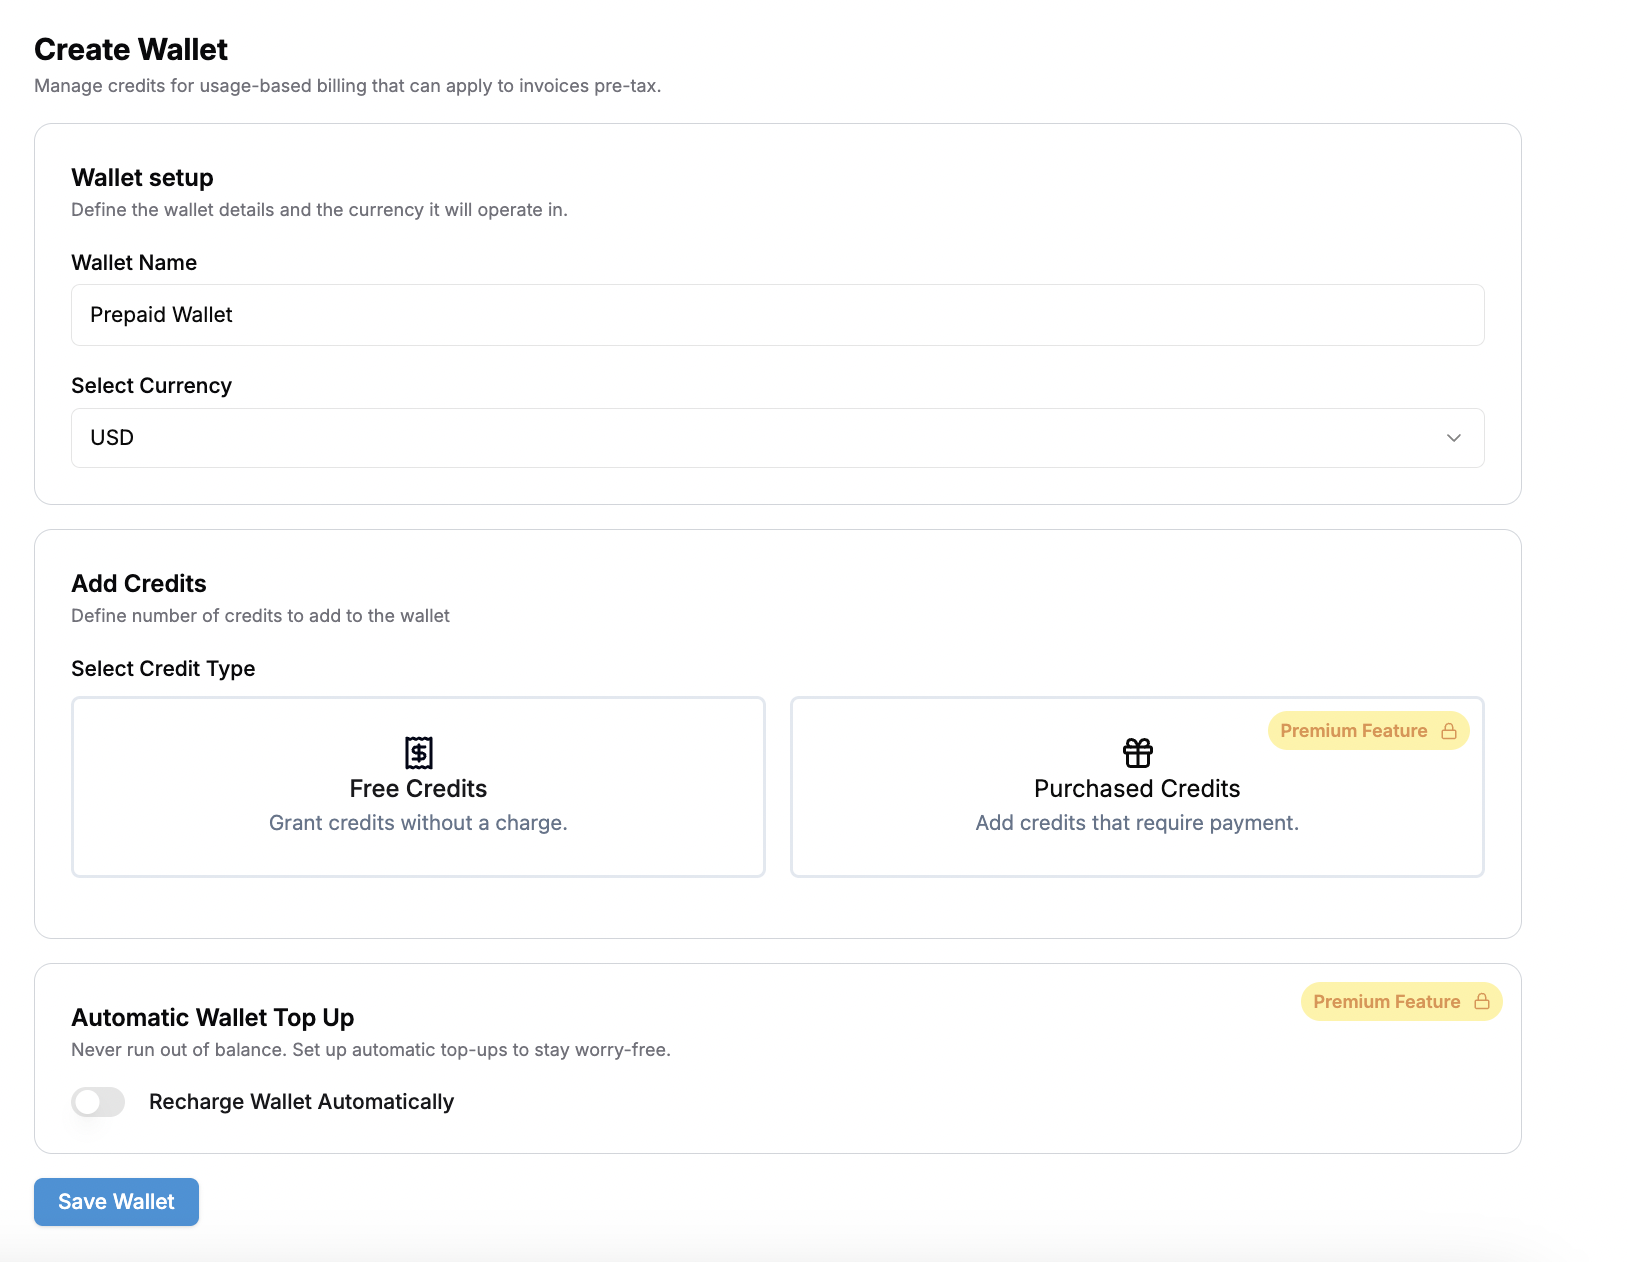 Create Wallet
Manage credits for usage-based billing that can apply to invoices pre-tax.
Wallet setup
Define the wallet details and the currency it will operate in.
Wallet Name
Prepaid Wallet
Select Currency
USD
Add Credits
Define number of credits to add to the wallet
Select Credit Type
Free Credits
Grant credits without a charge.
Premium Feature
Purchased Credits
Add credits that require payment.
Premium Feature
Automatic Wallet Top Up
Never run out of balance. Set up automatic top-ups to stay worry-free.
Recharge Wallet Automatically
Save Wallet